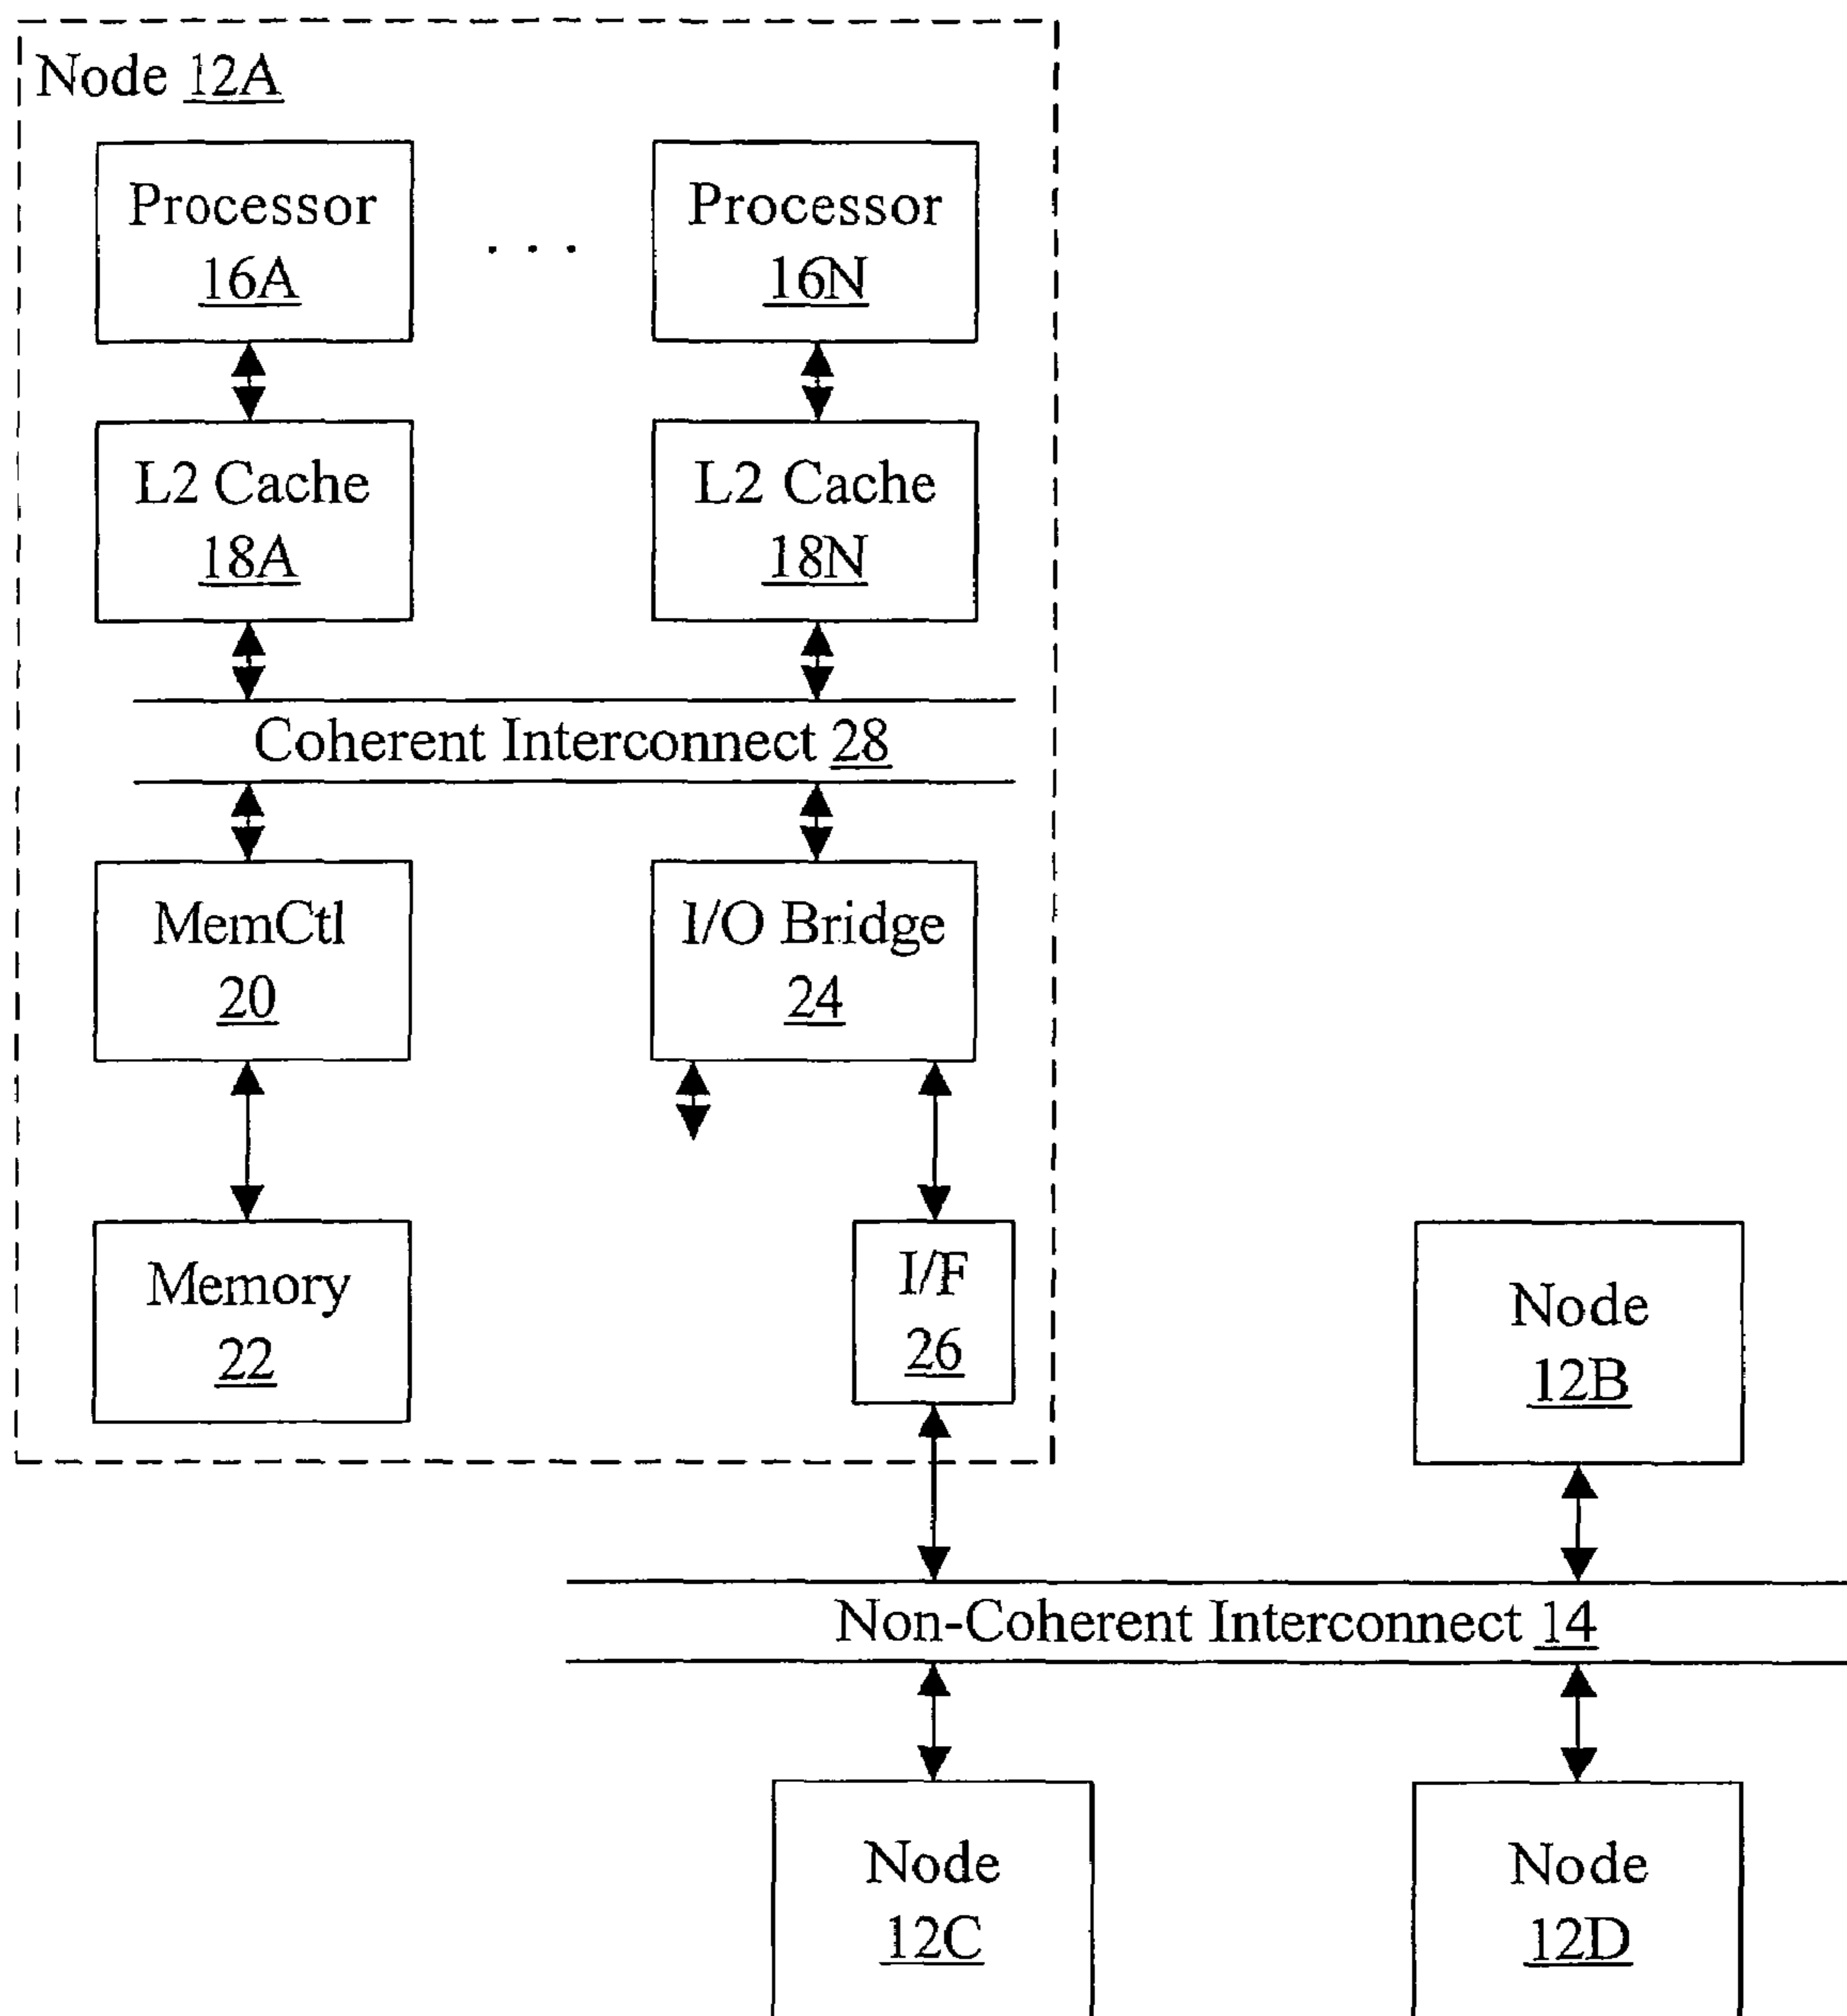 Node 12A
Processor
16A
. . .
Processor
16N
L2 Cache
18A
L2 Cache
18N
Coherent Interconnect 28
MemCtl
20
I/O Bridge
24
Memory
22
I/F
26
Node
12B
Non-Coherent Interconnect 14
Node
12C
Node
12D